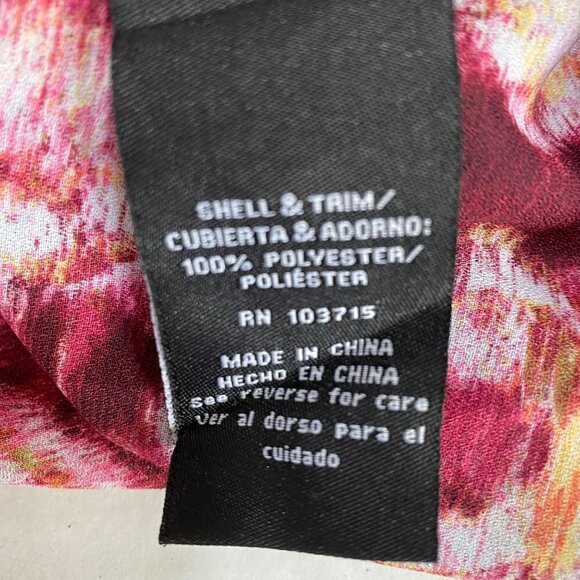 SHELL & TRIM/
CUBIERTA & ADORNO:
100% POLYESTER/
POLIÉSTER
RN 103715
MADE IN CHINA
HECHO EN CHINA
See reverse for care
ver al dorso para el
cuidado